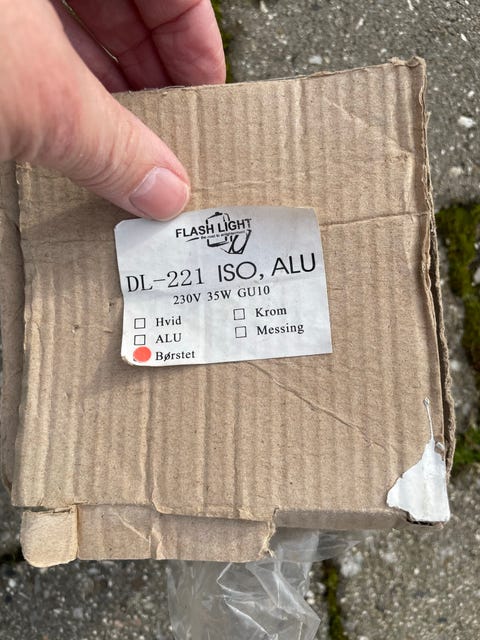 FLASH LIGHT
DL-221 ISO, ALU
230V 35W GU10
Hvid
ALU
Børstet
Krom
Messing